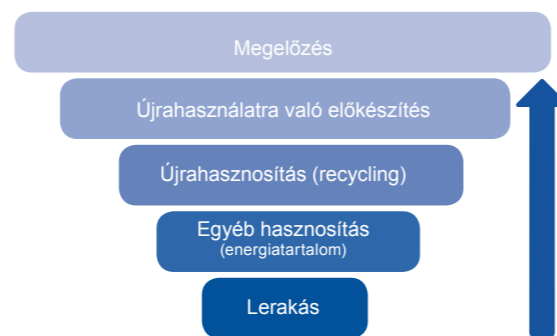 Megelőzés
Újrahasználatra való előkészítés
Újrahasznosítás (recycling)
Egyéb hasznosítás
(energiatartalom)
Lerakás